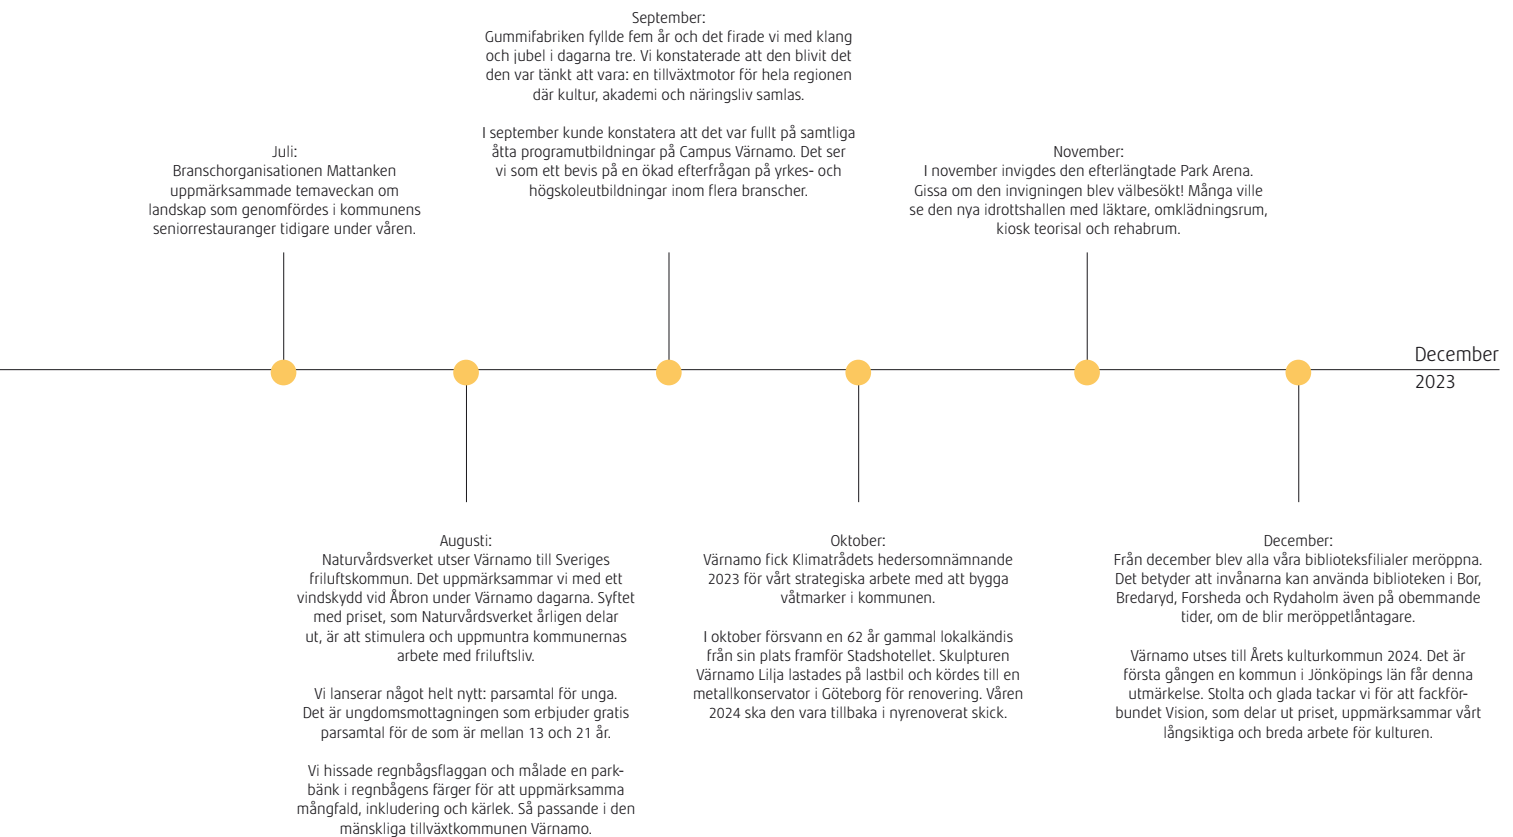 Juli:
Branschorganisationen Mattanken
uppmärksammade temaveckan om
landskap som genomfördes i kommunens
seniorrestauranger tidigare under våren.
Augusti:
Naturvårdsverket utser Värnamo till Sveriges
friluftskommun. Det uppmärksammar vi med ett
vindskydd vid Åbron under Värnamo dagarna. Syftet
med priset, som Naturvårdsverket årligen delar
ut, är att stimulera och uppmuntra kommunernas
arbete med friluftsliv.
Vi lanserar något helt nytt: parsamtal för unga.
Det är ungdomsmottagningen som erbjuder gratis
parsamtal för de som är mellan 13 och 21 år.
Vi hissade regnbågsflaggan och målade en park-
bänk i regnbågens färger för att uppmärksamma
mångfald, inkludering och kärlek. Så passande i den
mänskliga tillväxtkommunen Värnamo.
September:
Gummifabriken fyllde fem år och det firade vi med klang
och jubel i dagarna tre. Vi konstaterade att den blivit det
den var tänkt att vara: en tillväxtmotor för hela regionen
där kultur, akademi och näringsliv samlas.
I september kunde konstatera att det var fullt på samtliga
åtta programutbildningar på Campus Värnamo. Det ser
vi som ett bevis på en ökad efterfrågan på yrkes- och
högskoleutbildningar inom flera branscher.
Oktober:
Värnamo fick Klimatrådets hedersomnämnande
2023 för vårt strategiska arbete med att bygga
våtmarker i kommunen.
I oktober försvann en 62 år gammal lokalkändis
från sin plats framför Stadshotellet. Skulpturen
Värnamo Lilja lastades på lastbil och kördes till en
metallkonservator i Göteborg för renovering. Våren
2024 ska den vara tillbaka i nyrenoverat skick.
November:
I november invigdes den efterlängtade Park Arena.
Gissa om den invigningen blev välbesökt! Många ville
se den nya idrottshallen med läktare, omklädningsrum,
kiosk teorisal och rehabrum.
December:
Från december blev alla våra biblioteksfilialer meröppna.
Det betyder att invånarna kan använda biblioteken i Bor,
Bredaryd, Forsheda och Rydaholm även på obemmande
tider, om de blir meröppetlåntagare.
Värnamo utses till Årets kulturkommun 2024. Det är
första gången en kommun i Jönköpings län får denna
utmärkelse. Stolta och glada tackar vi för att fackför-
bundet Vision, som delar ut priset, uppmärksammar vårt
långsiktiga och breda arbete för kulturen.
December
2023